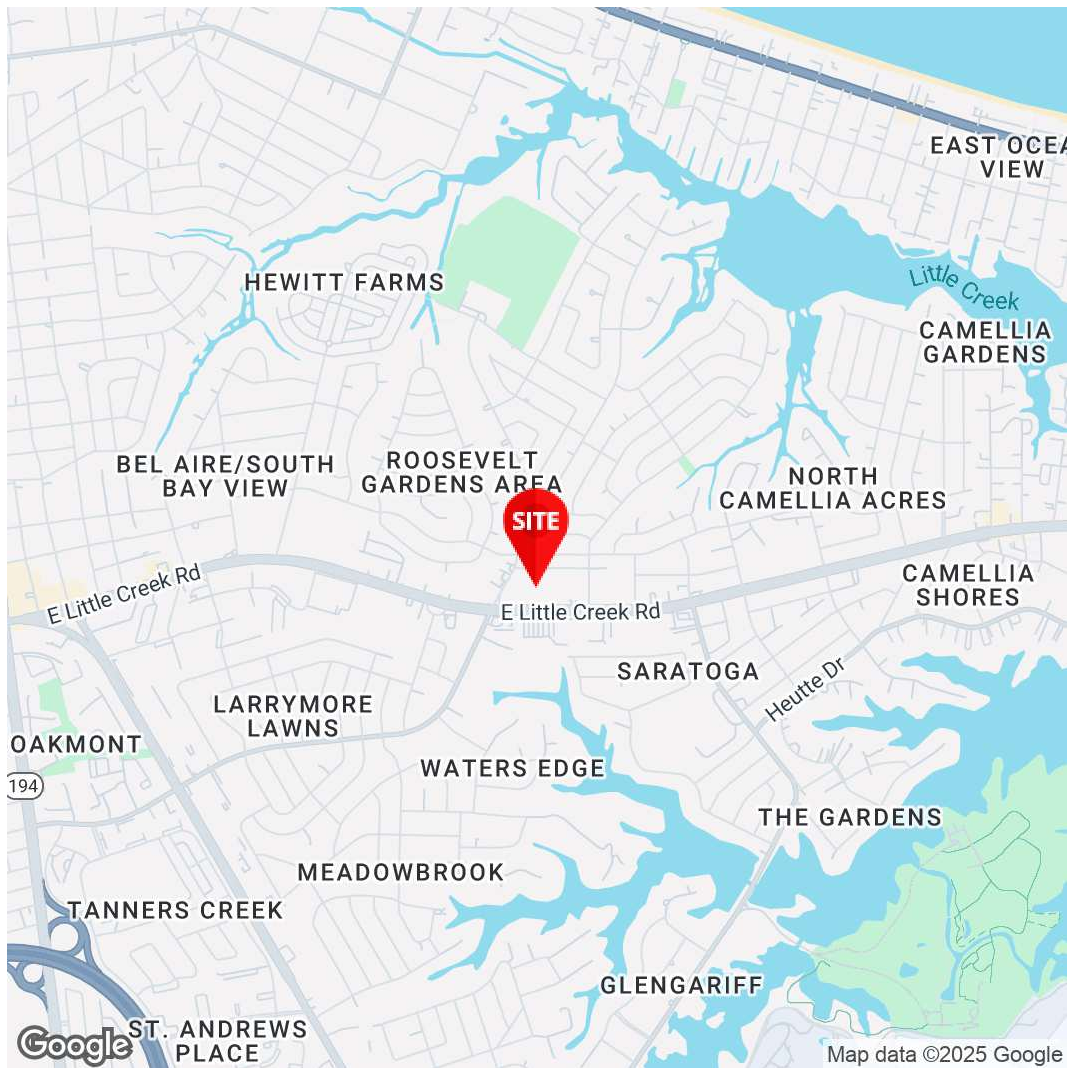 EAST OCEA
VIEW
HEWITT FARMS
Little Creek
CAMELLIA
GARDENS
BEL AIRE/SOUTH
BAY VIEW
ROOSEVELT
GARDENS AREA
NORTH
CAMELLIA ACRES
SITE
E Little Creek Rd
CAMELLIA
SHORES
E Little Creek Rd
SARATOGA
Heutte Dr
LARRYMORE
LAWNS
OAKMONT
WATERS EDGE
194
THE GARDENS
MEADOWBROOK
TANNERS CREEK
GLENGARIFF
ST. ANDREWS
PLACE
Google
Map data ©2025 Google